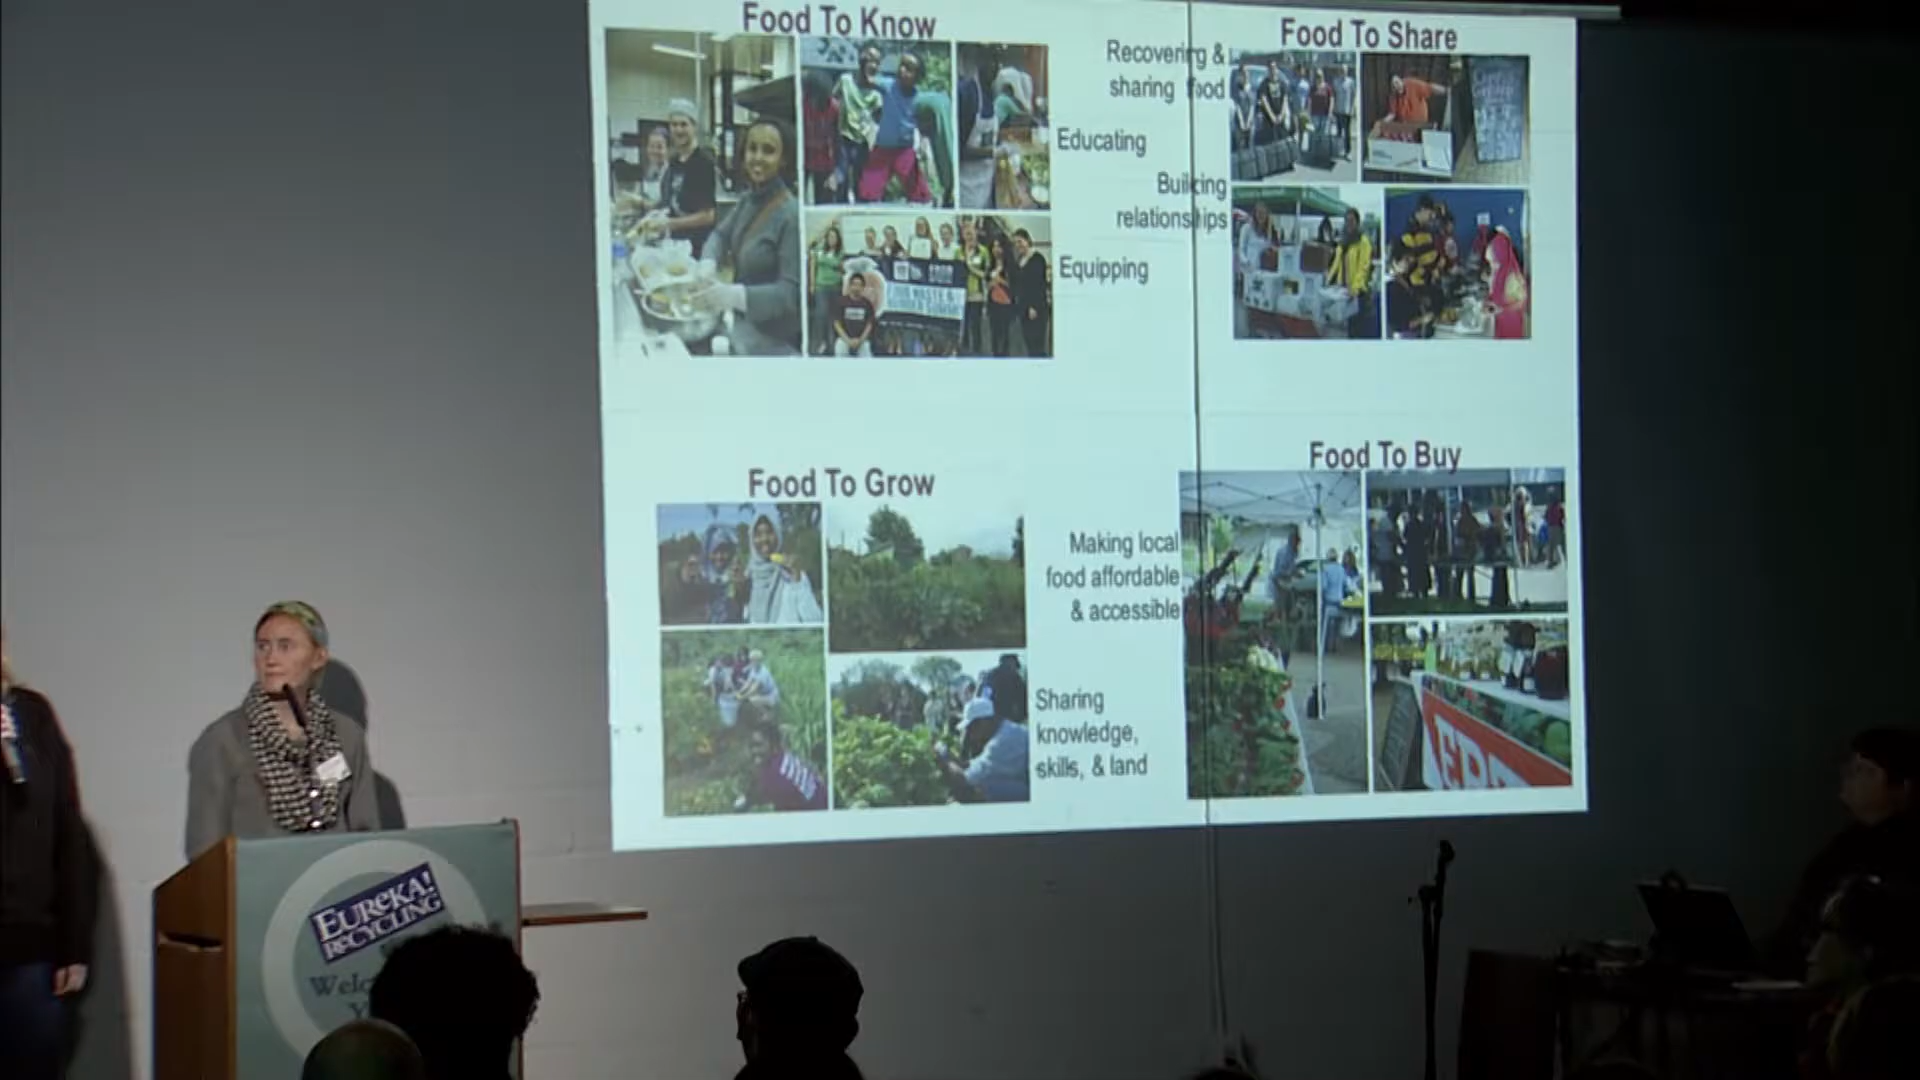 Food To Know
Food To Share
Recovering &
sharing food
Educating
Building
relationships
Equipping
Food To Grow
Food To Buy
Making local
food affordable
& accessible
Sharing
knowledge,
skills, & land
EUREKA!
RECYCLING